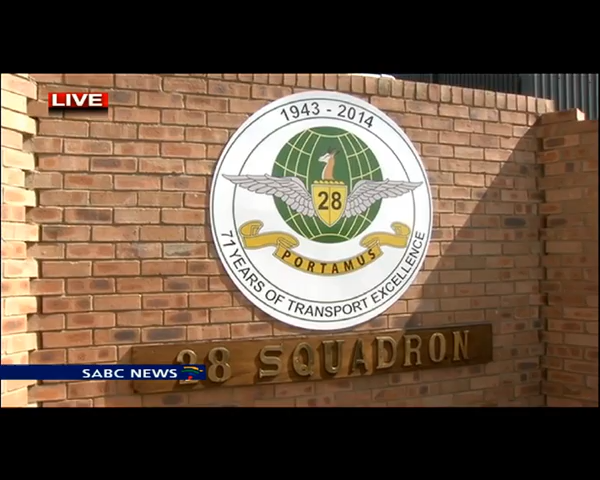 LIVE
1943 - 2014
28
PORTAMUS
71 YEARS OF TRANSPORT EXCELLENCE
28 SQUADRON
SABC NEWS